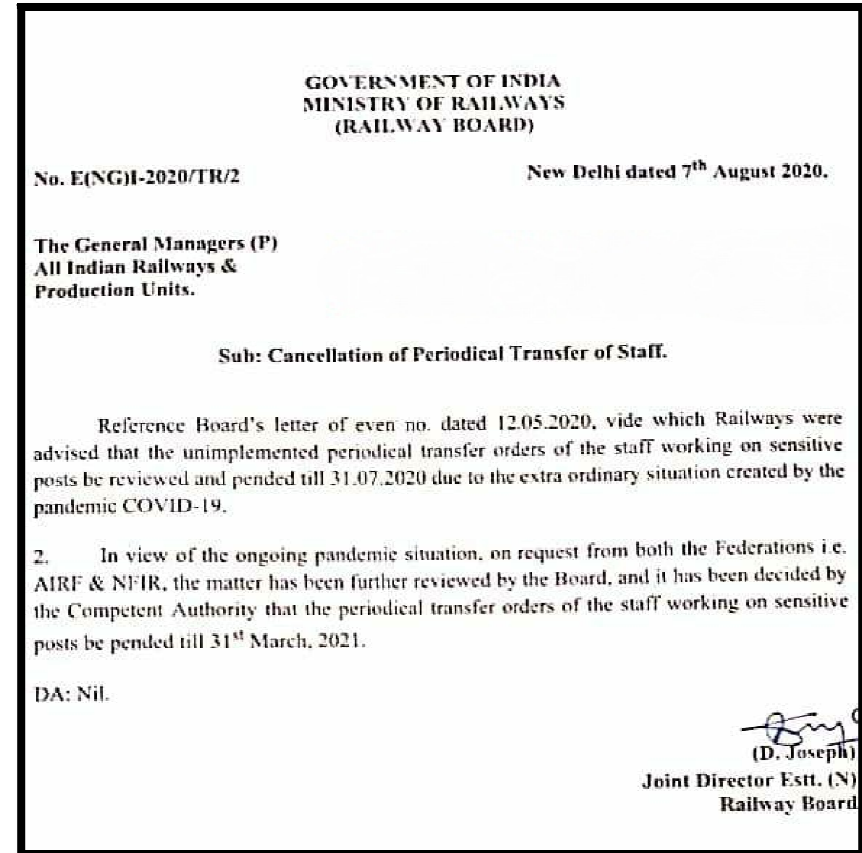 GOVERNMENT OF INDIA
MINISTRY OF RAILWAYS
(RAILWAY BOARD)
No. E(NG)I-2020/TR/2 New Delhi dated 7th August 2020.
The General Managers (P)
All Indian Railways &
Production Units.
Sub: Cancellation of Periodical Transfer of Staff.
Reference Board's letter of even no. dated 12.05.2020, vide which Railways were
advised that the unimplemented periodical transfer orders of the staff working on sensitive
posts be reviewed and pended till 31.07.2020 due to the extra ordinary situation created by the
pandemic COVID-19.
2. In view of the ongoing pandemic situation, on request from both the Federations i.e.
AIRF & NFIR, the matter has been further reviewed by the Board, and it has been decided by
the Competent Authority that the periodical transfer orders of the staff working on sensitive
posts be pended till 31st March, 2021.
DA: Nil.
(D. Joseph)
Joint Director Estt. (N)
Railway Board